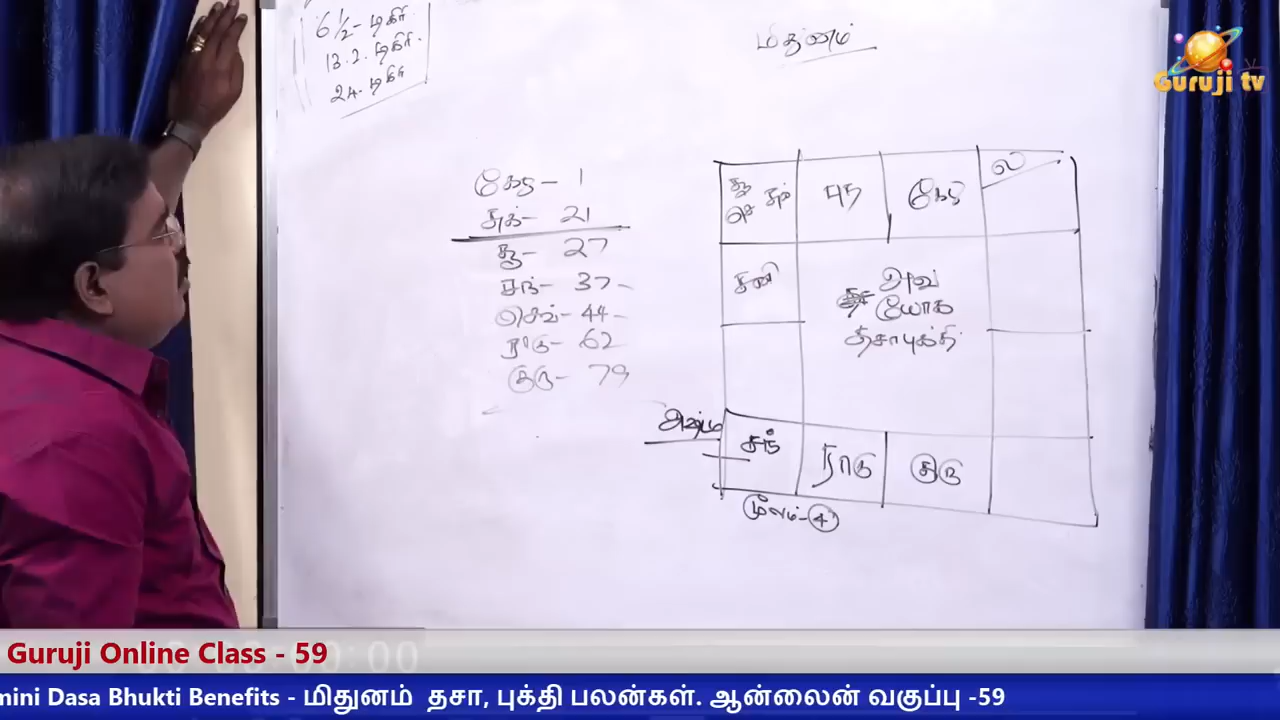 6½- டிகிரி
13.2. டிகிரி.
24. டிகிரி
மிதுனம்
Guruji tv
கேது - 1
சுக் - 21
சூ - 27
சந் - 37 -
செவ் - 44 -
ராகு - 62
குரு - 79
சூ
செ சுக்
புத
கேது
ல
சனி
அவ
யோக
தசாபுக்தி
சந்
ராகு
குரு
மூலம் - 4
Guruji Online Class - 59
mini Dasa Bhukti Benefits - மிதுனம் தசா, புக்தி பலன்கள். ஆன்லைன் வகுப்பு -59